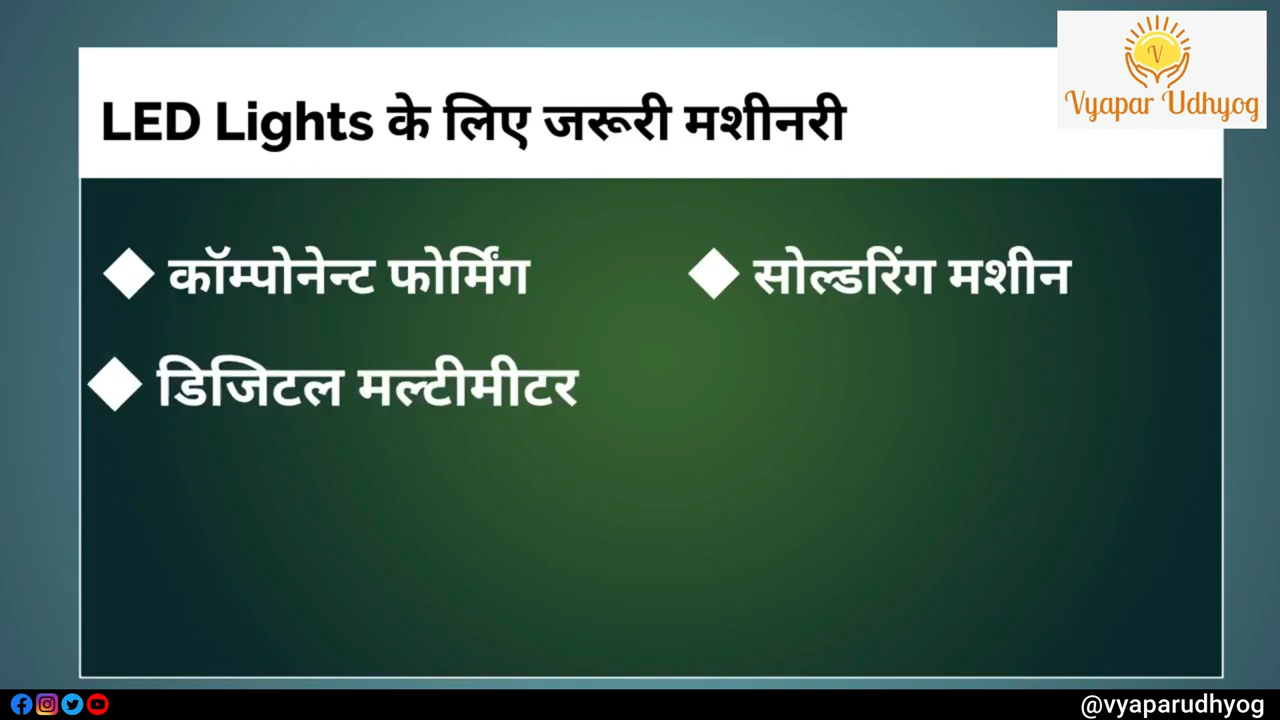 V
Vyapar Udhyog
LED Lights के लिए जरूरी मशीनरी
◆ कॉम्पोनेन्ट फोर्मिंग
◆ सोल्डरिंग मशीन
◆ डिजिटल मल्टीमीटर
@vyaparudhyog